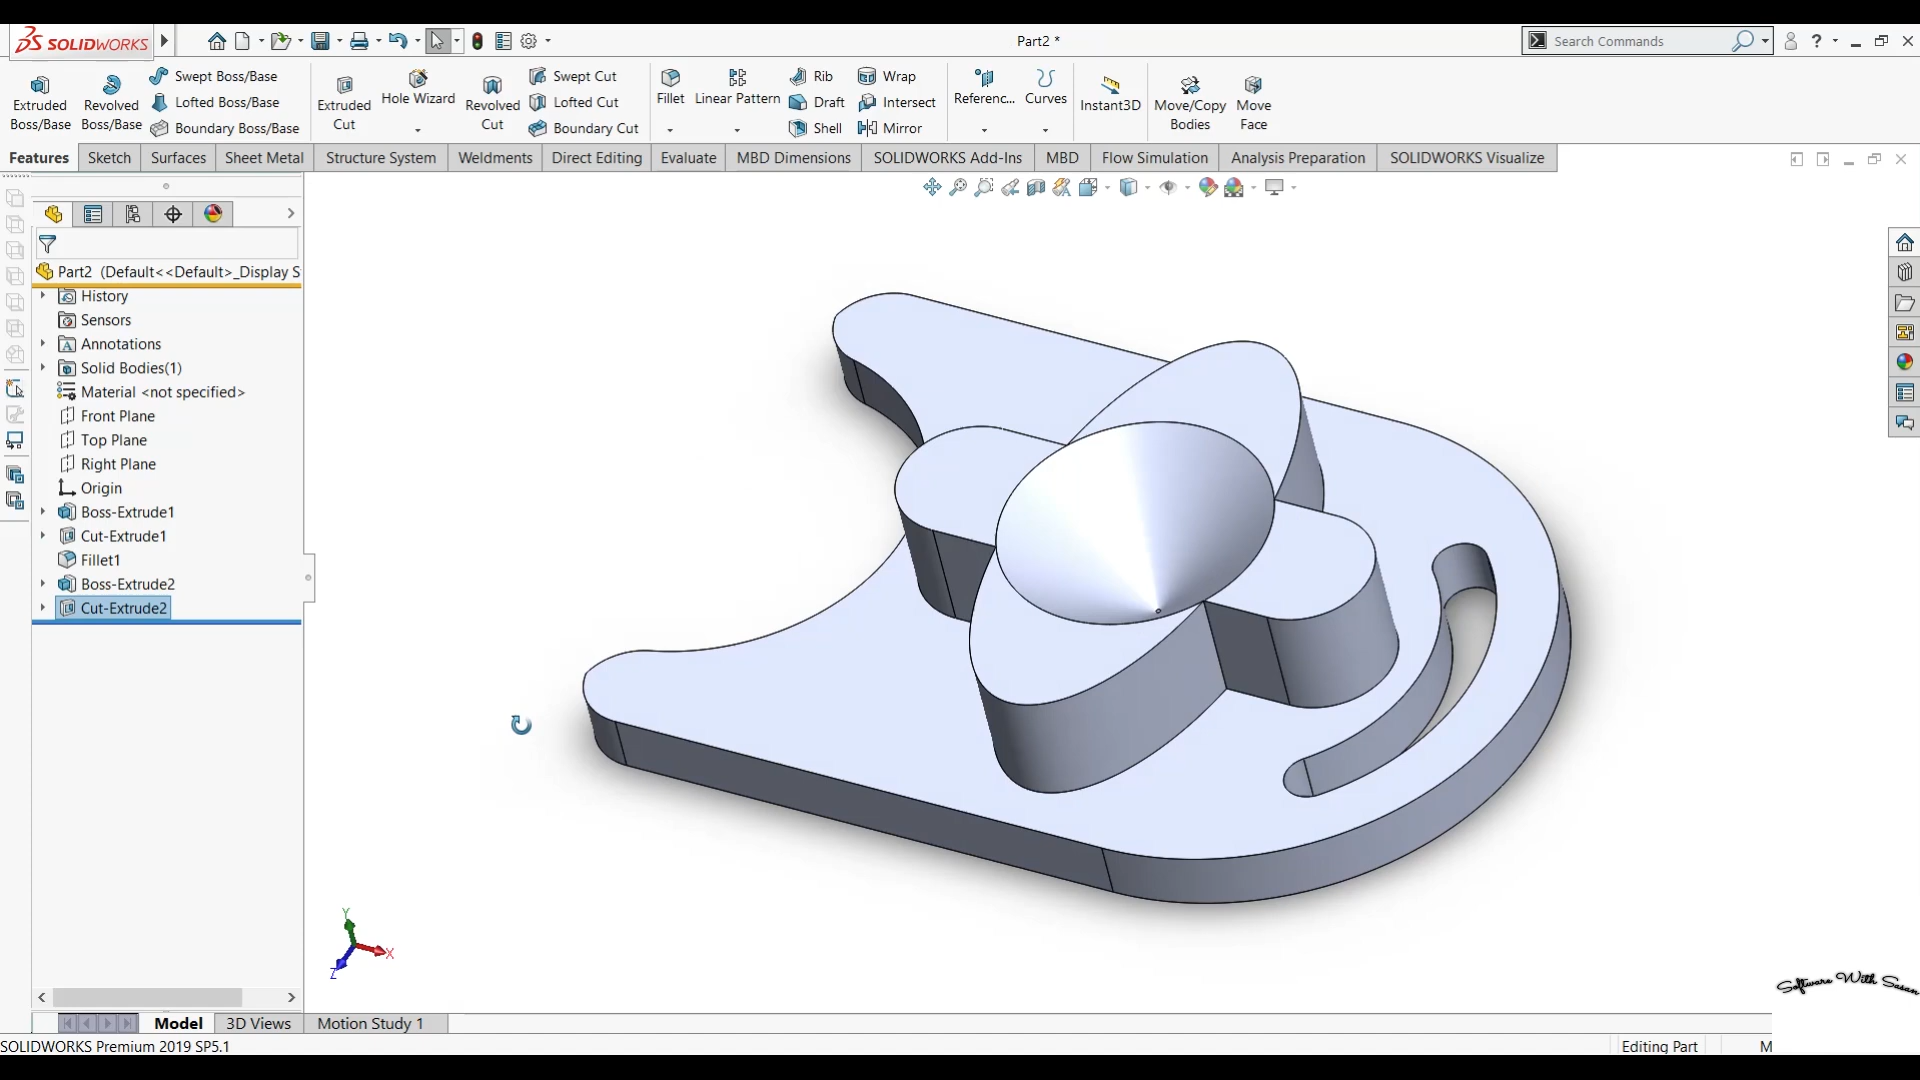 SOLIDWORKS
Part2 *
Search Commands
?
Extruded Boss/Base
Revolved Boss/Base
Swept Boss/Base
Lofted Boss/Base
Boundary Boss/Base
Extruded Cut
Hole Wizard
Revolved Cut
Swept Cut
Lofted Cut
Boundary Cut
Fillet
Linear Pattern
Rib
Draft
Shell
Wrap
Intersect
Mirror
Referenc...
Curves
Instant3D
Move/Copy Bodies
Move Face
Features
Sketch
Surfaces
Sheet Metal
Structure System
Weldments
Direct Editing
Evaluate
MBD Dimensions
SOLIDWORKS Add-Ins
MBD
Flow Simulation
Analysis Preparation
SOLIDWORKS Visualize
Part2 (Default<<Default>_Display S
History
Sensors
Annotations
Solid Bodies(1)
Material <not specified>
Front Plane
Top Plane
Right Plane
Origin
Boss-Extrude1
Cut-Extrude1
Fillet1
Boss-Extrude2
Cut-Extrude2
Y
X
Z
Software With Sasan
Model
3D Views
Motion Study 1
SOLIDWORKS Premium 2019 SP5.1
Editing Part
M